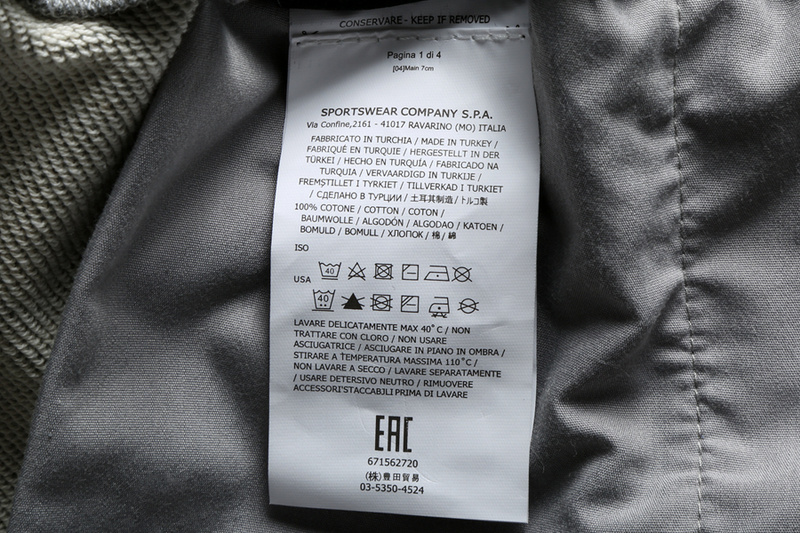 CONSERVARE - KEEP IF REMOVED
Pagina 1 di 4
[04]Main 7cm
SPORTSWEAR COMPANY S.P.A.
Via Confine,2161 - 41017 RAVARINO (MO) ITALIA
FABBRICATO IN TURCHIA / MADE IN TURKEY /
FABRIQUÉ EN TURQUIE / HERGESTELLT IN DER
TÜRKEI / HECHO EN TURQUÍA / FABRICADO NA
TURQUIA / VERVAARDIGD IN TURKIJE /
FREMSTILLET I TYRKIET / TILLVERKAD I TURKIET
/ СДЕЛАНО В ТУРЦИИ / 土耳其制造 / トルコ製
100% COTONE / COTTON / COTON /
BAUMWOLLE / ALGODÓN / ALGODAO / KATOEN /
BOMULD / BOMULL / ХЛОПОК / 棉 / 綿
ISO
40
USA
40
LAVARE DELICATAMENTE MAX 40°C / NON
TRATTARE CON CLORO / NON USARE
ASCIUGATRICE / ASCIUGARE IN PIANO IN OMBRA /
STIRARE A TEMPERATURA MASSIMA 110°C /
NON LAVARE A SECCO / LAVARE SEPARATAMENTE
/ USARE DETERSIVO NEUTRO / RIMUOVERE
ACCESSORI STACCABILI PRIMA DI LAVARE
EAC
671562720
(株)豊田貿易
03-5350-4524